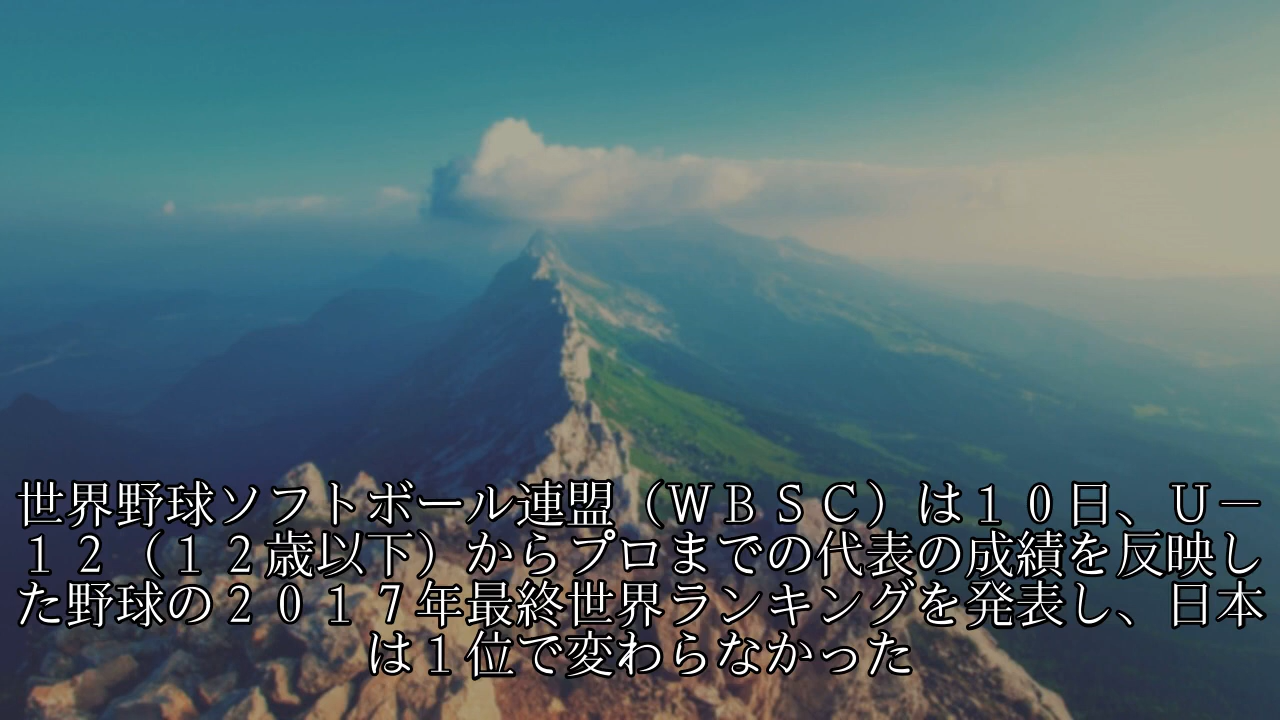 世界野球ソフトボール連盟（ＷＢＳＣ）は１０日、Ｕ－
１２（１２歳以下）からプロまでの代表の成績を反映し
た野球の２０１７年最終世界ランキングを発表し、日本
は１位で変わらなかった